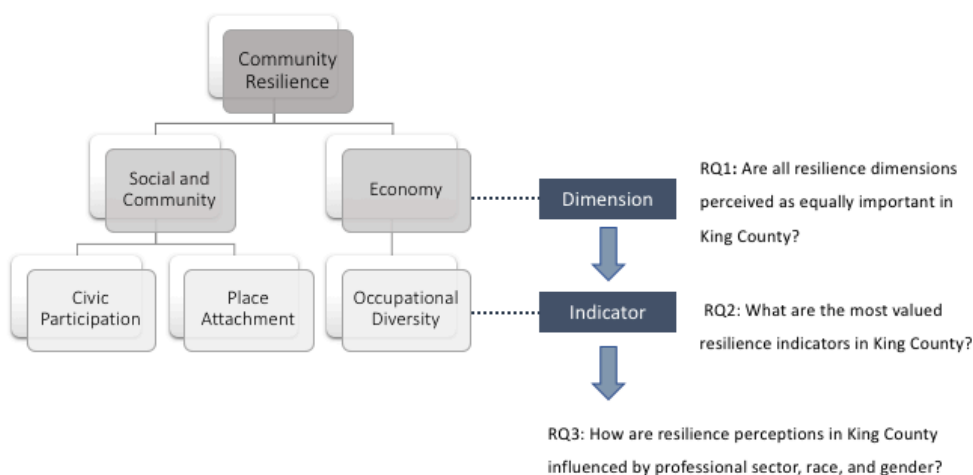 Community
Resilience
Social and
Community
Economy
Dimension
RQ1: Are all resilience dimensions
perceived as equally important in
King County?
Civic
Participation
Place
Attachment
Occupational
Diversity
Indicator
RQ2: What are the most valued
resilience indicators in King County?
RQ3: How are resilience perceptions in King County
influenced by professional sector, race, and gender?